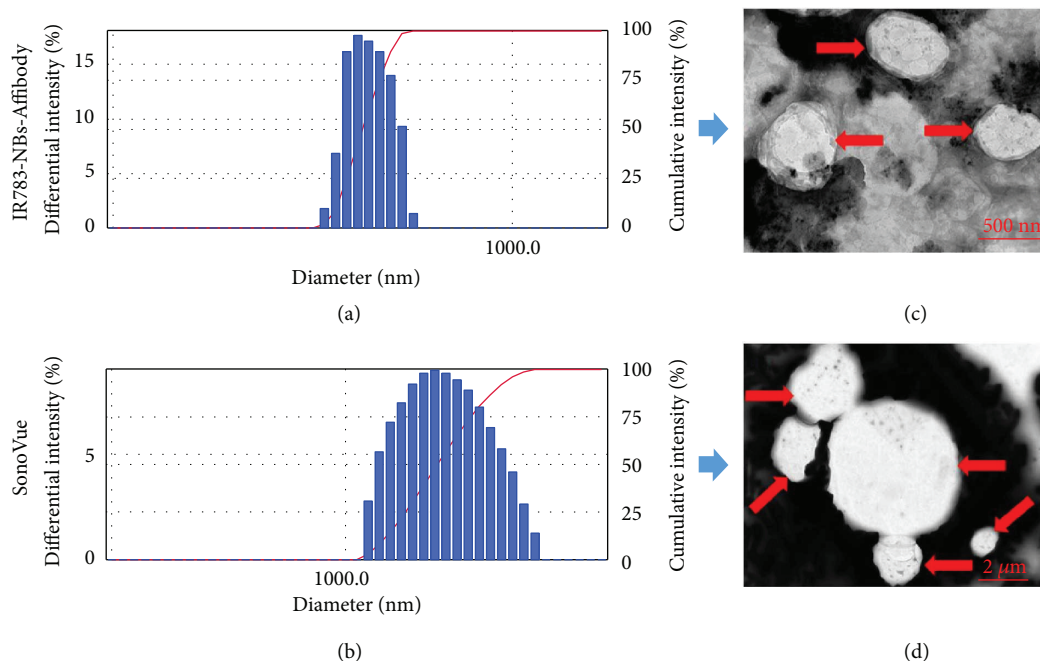 IR783-NBs-Affibody
Differential intensity (%)
15
10
5
0
100
75
50
25
0
Cumulative intensity (%)
1000.0
Diameter (nm)
(a)
500 nm
(c)
SonoVue
Differential intensity (%)
5
0
100
75
50
25
0
Cumulative intensity (%)
1000.0
Diameter (nm)
(b)
2 μm
(d)